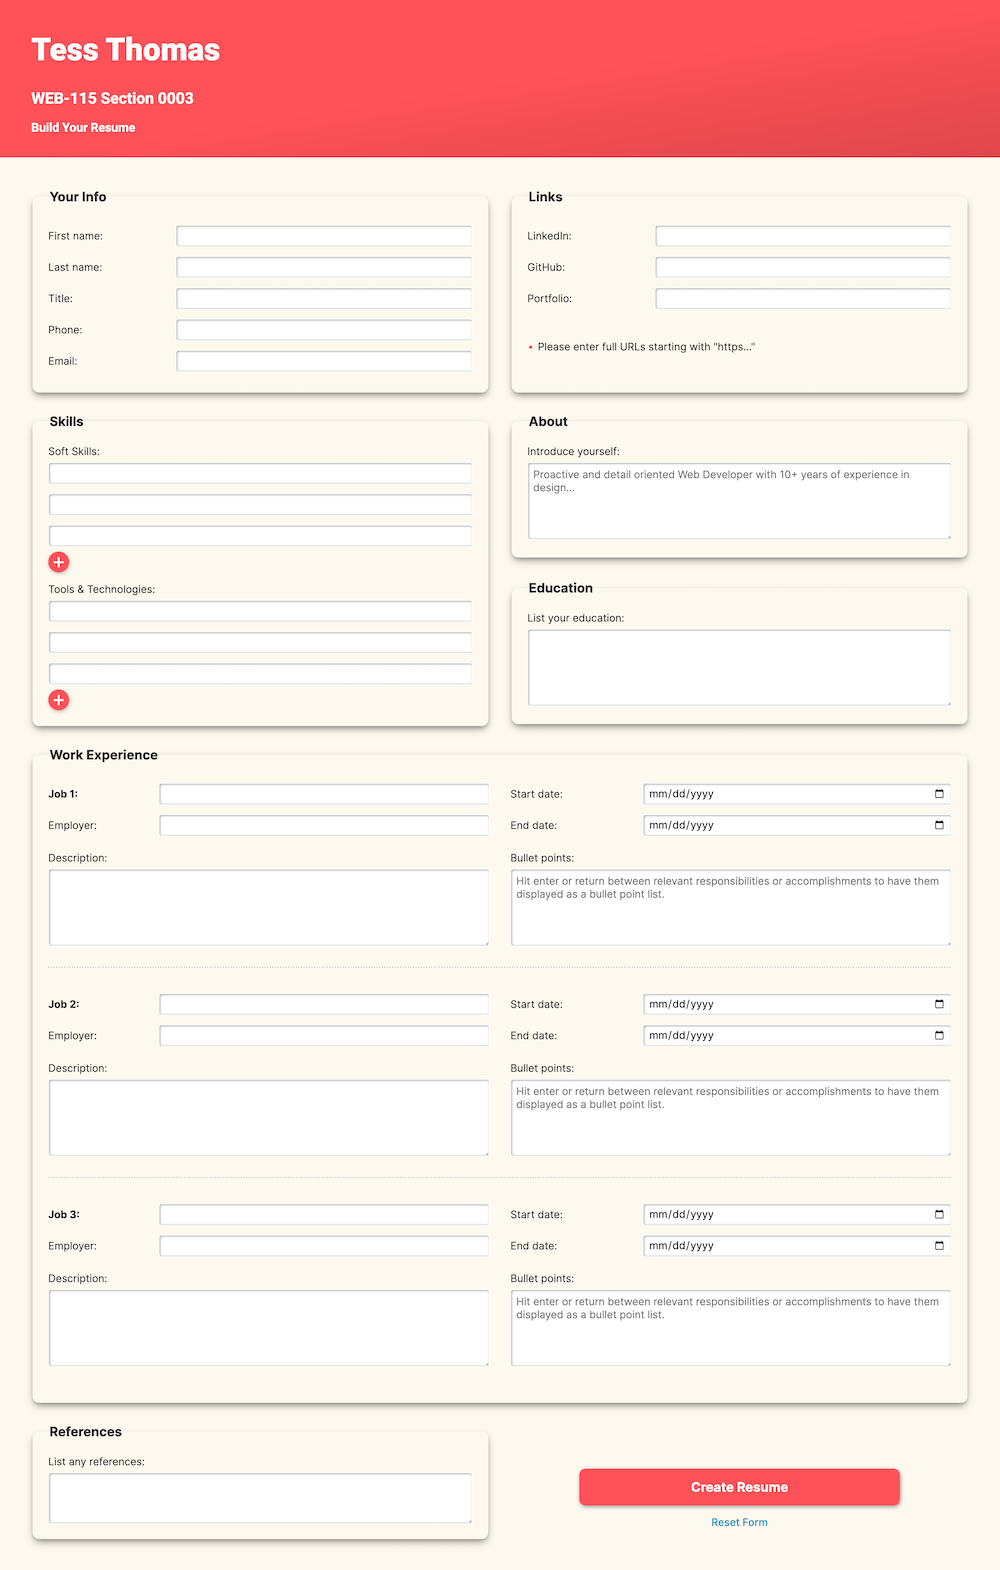 Tess Thomas
WEB-115 Section 0003
Build Your Resume
Your Info
First name:
Last name:
Title:
Phone:
Email:
Links
LinkedIn:
GitHub:
Portfolio:
• Please enter full URLs starting with "https..."
Skills
Soft Skills:
Tools & Technologies:
About
Introduce yourself:
Proactive and detail oriented Web Developer with 10+ years of experience in
design...
Education
List your education:
Work Experience
Job 1:
Employer:
Start date:
mm/dd/yyyy
End date:
mm/dd/yyyy
Description:
Bullet points:
Hit enter or return between relevant responsibilities or accomplishments to have them
displayed as a bullet point list.
Job 2:
Employer:
Start date:
mm/dd/yyyy
End date:
mm/dd/yyyy
Description:
Bullet points:
Hit enter or return between relevant responsibilities or accomplishments to have them
displayed as a bullet point list.
Job 3:
Employer:
Start date:
mm/dd/yyyy
End date:
mm/dd/yyyy
Description:
Bullet points:
Hit enter or return between relevant responsibilities or accomplishments to have them
displayed as a bullet point list.
References
List any references:
Create Resume
Reset Form